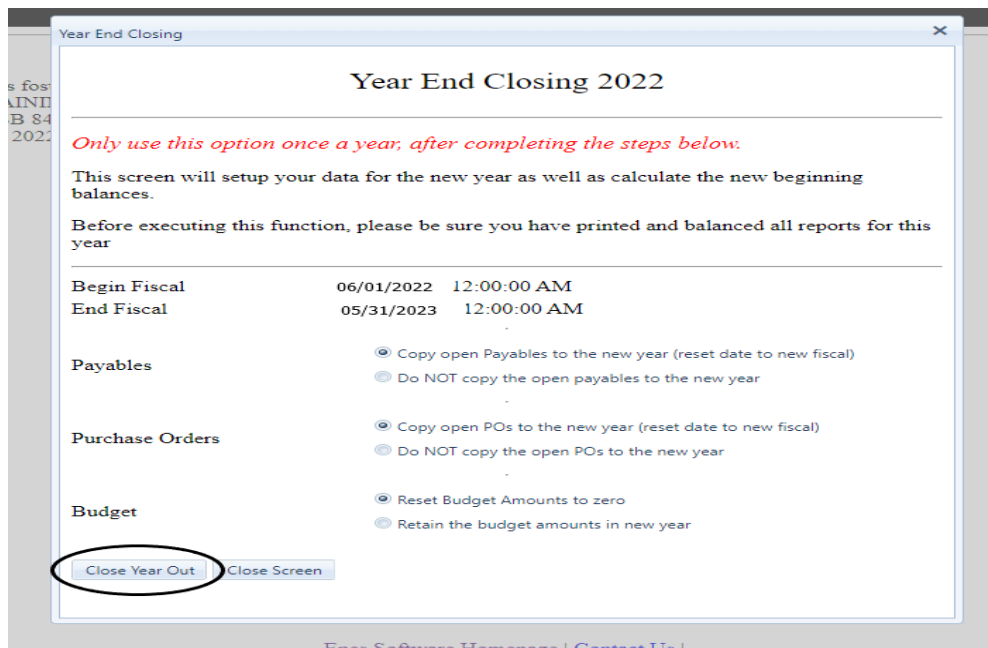 Year End Closing
Year End Closing 2022
s fos
AINI
B 84
2022
Only use this option once a year, after completing the steps below.
This screen will setup your data for the new year as well as calculate the new beginning
balances.
Before executing this function, please be sure you have printed and balanced all reports for this
year
Begin Fiscal 06/01/2022 12:00:00 AM
End Fiscal 05/31/2023 12:00:00 AM
Payables
Copy open Payables to the new year (reset date to new fiscal)
Do NOT copy the open payables to the new year
Purchase Orders
Copy open POs to the new year (reset date to new fiscal)
Do NOT copy the open POs to the new year
Budget
Reset Budget Amounts to zero
Retain the budget amounts in new year
Close Year Out Close Screen
Software Homepage | Contact Us |